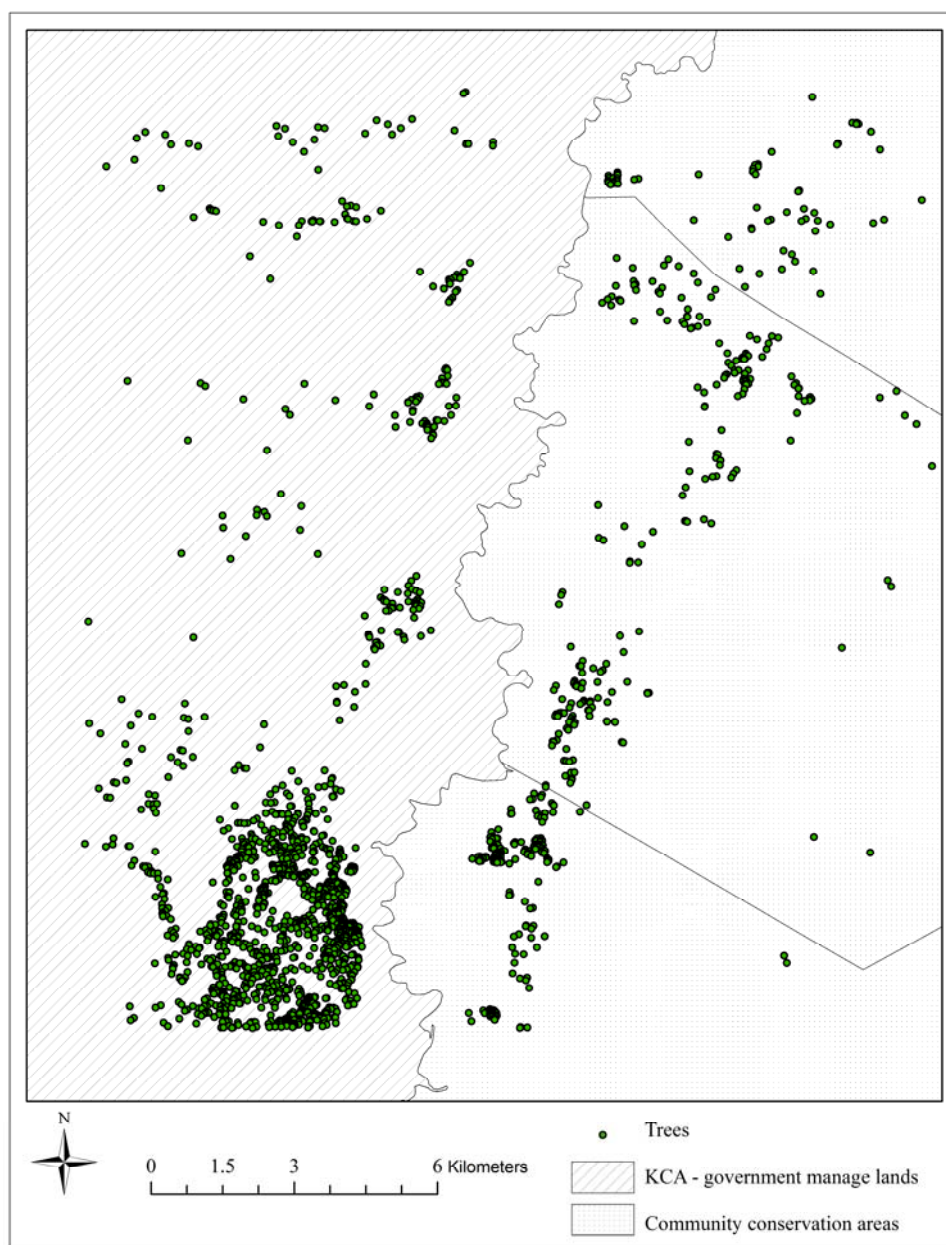 N
0 1.5 3 6 Kilometers
Trees
KCA - government manage lands
Community conservation areas